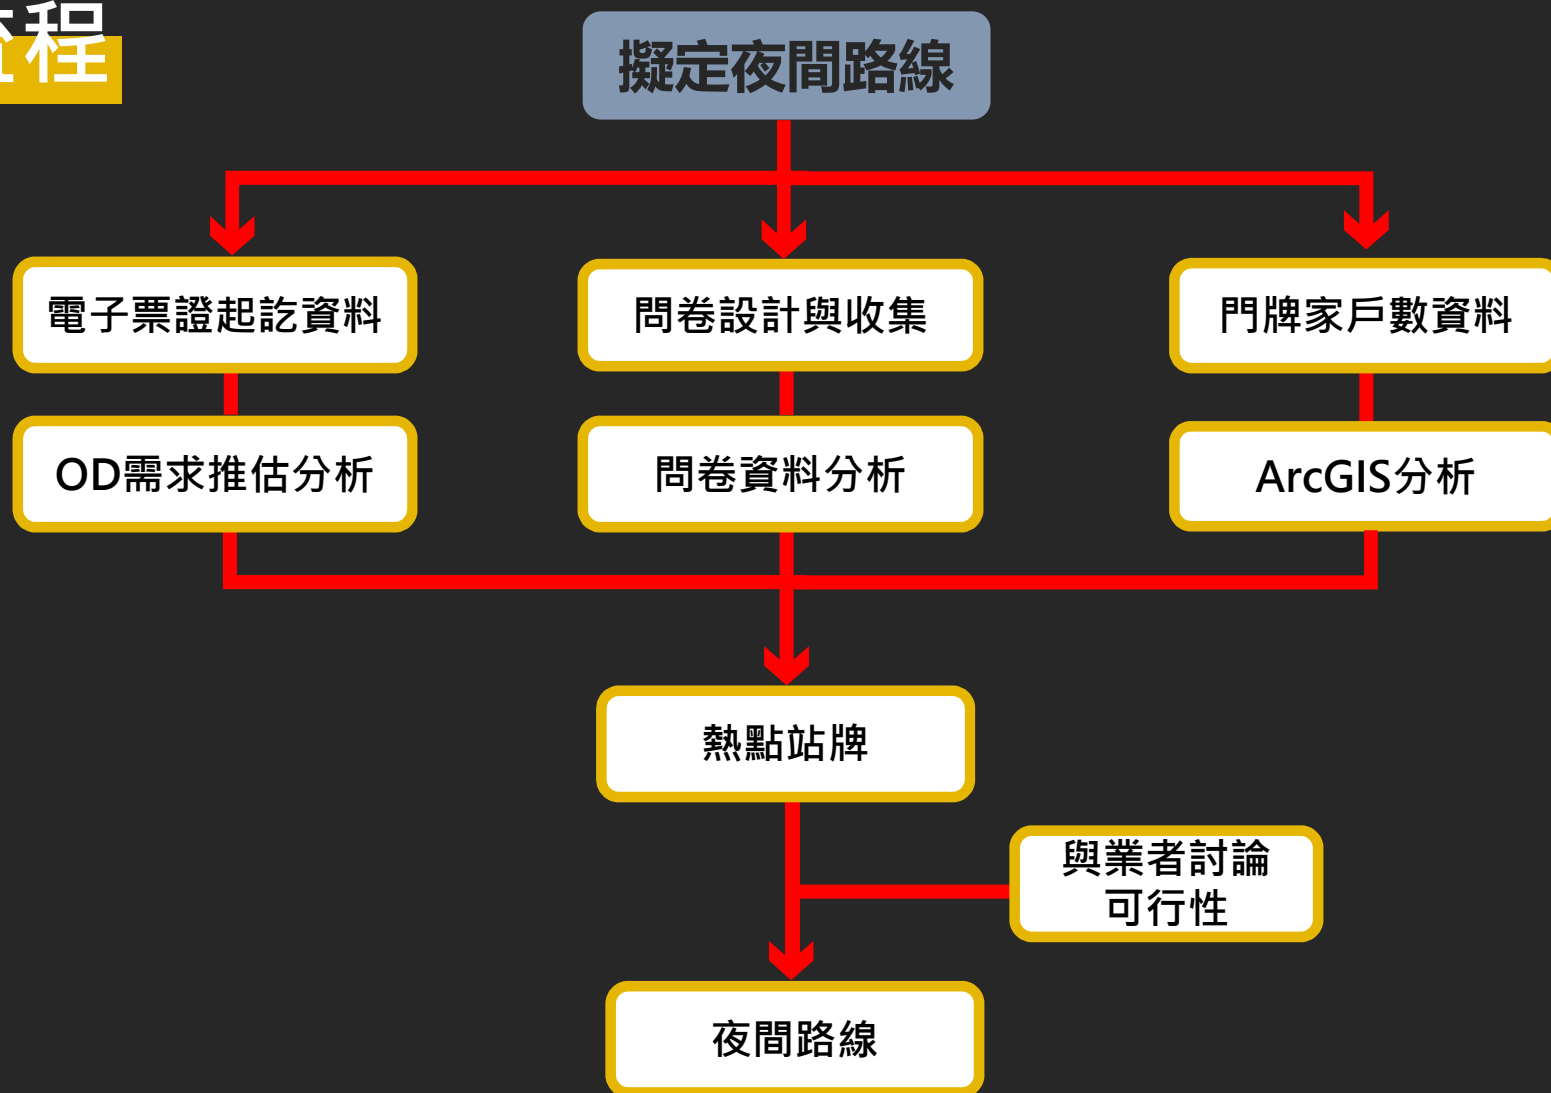 流程
擬定夜間路線
電子票證起訖資料
問卷設計與收集
門牌家戶數資料
OD需求推估分析
問卷資料分析
ArcGIS分析
熱點站牌
與業者討論
可行性
夜間路線